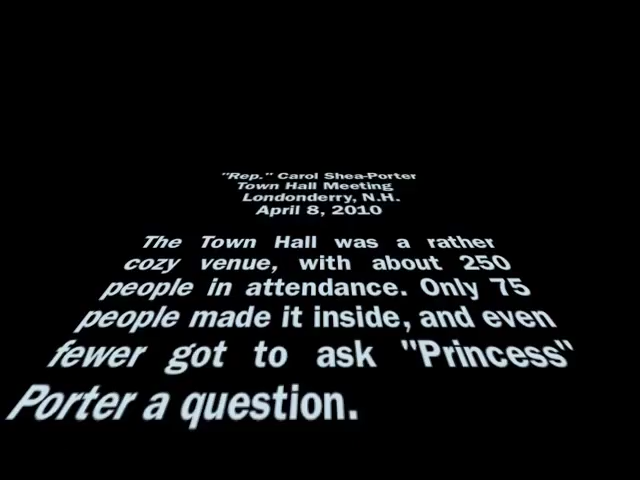 "Rep." Carol Shea-Porter
Town Hall Meeting
Londonderry, N.H.
April 8, 2010
The Town Hall was a rather
cozy venue, with about 250
people in attendance. Only 75
people made it inside, and even
fewer got to ask "Princess"
Porter a question.